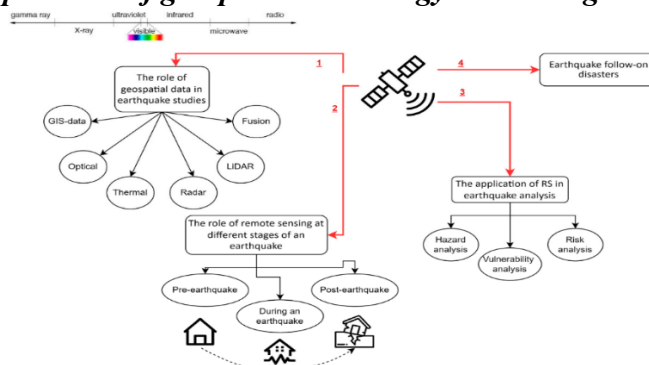 gamma ray ultraviolet infrared radio
X-ray visible microwave
1
4
Earthquake follow-on
disasters
The role of
geospatial data in
earthquake studies
2
3
GIS-data
Fusion
Optical
LIDAR
Thermal
Radar
The application of RS in
earthquake analysis
The role of remote sensing at
different stages of an
earthquake
Hazard
analysis
Vulnerability
analysis
Risk
analysis
Pre-earthquake
During an
earthquake
Post-earthquake